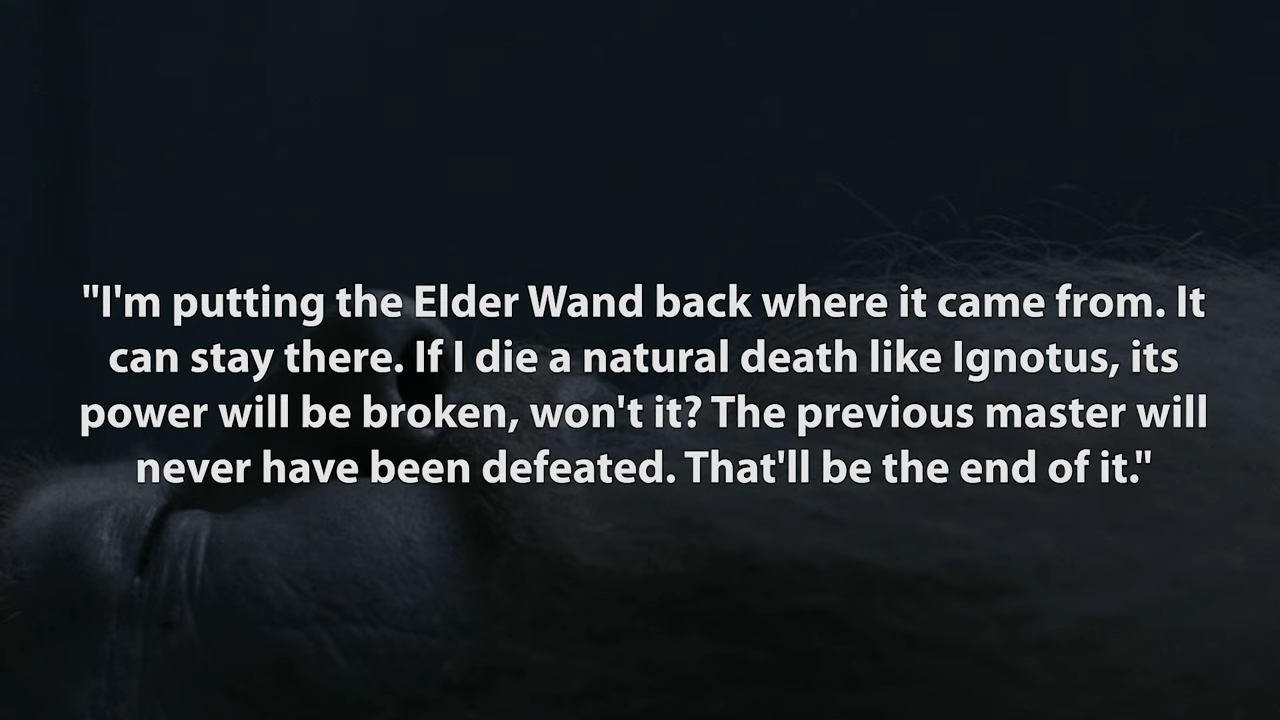 "I'm putting the Elder Wand back where it came from. It
can stay there. If I die a natural death like Ignotus, its
power will be broken, won't it? The previous master will
never have been defeated. That'll be the end of it."